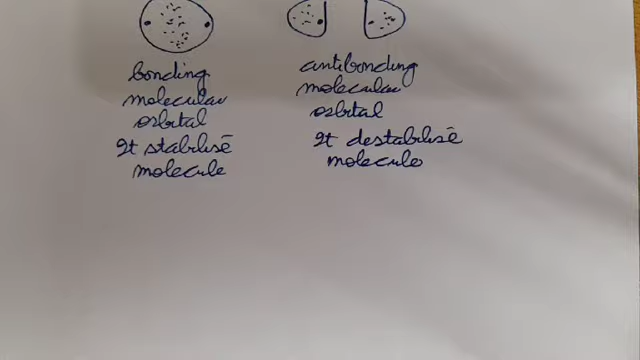 bonding
molecular
orbital
It stabilise
molecule
antibonding
molecular
orbital
It destabilise
molecule